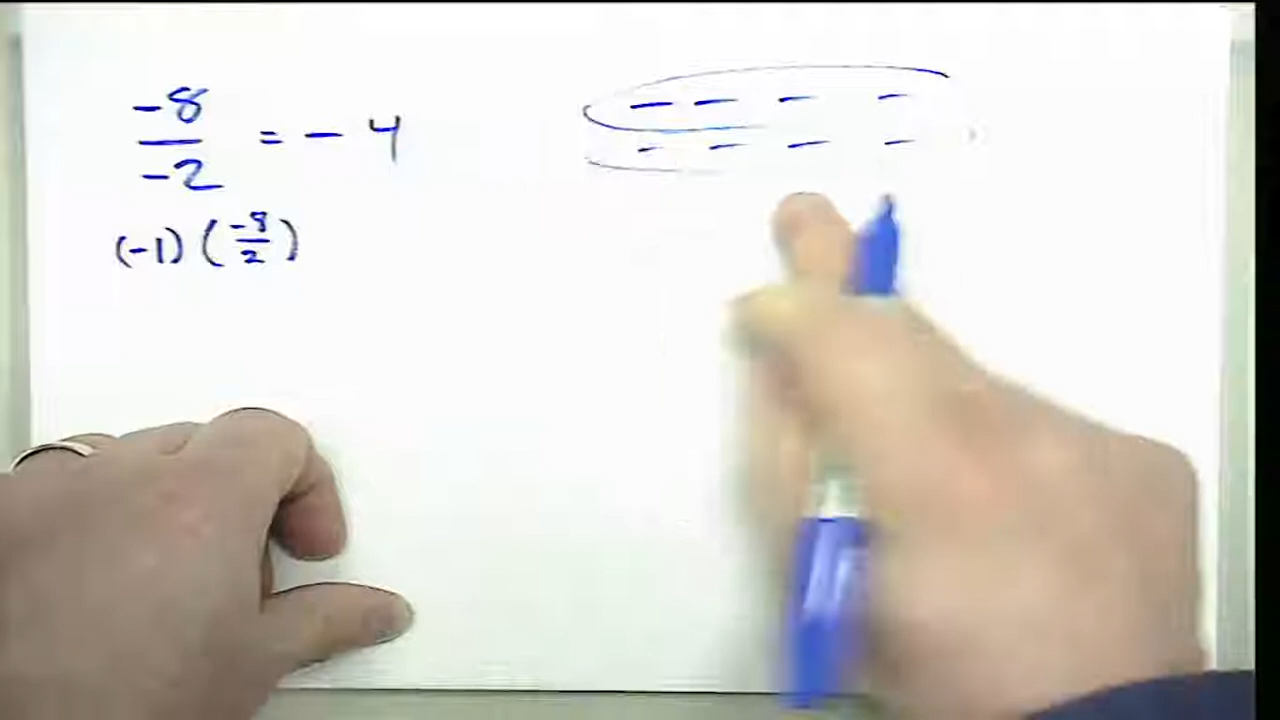 -8/-2 = - 4
(-1) (-8/2)
- - - -
- - - -